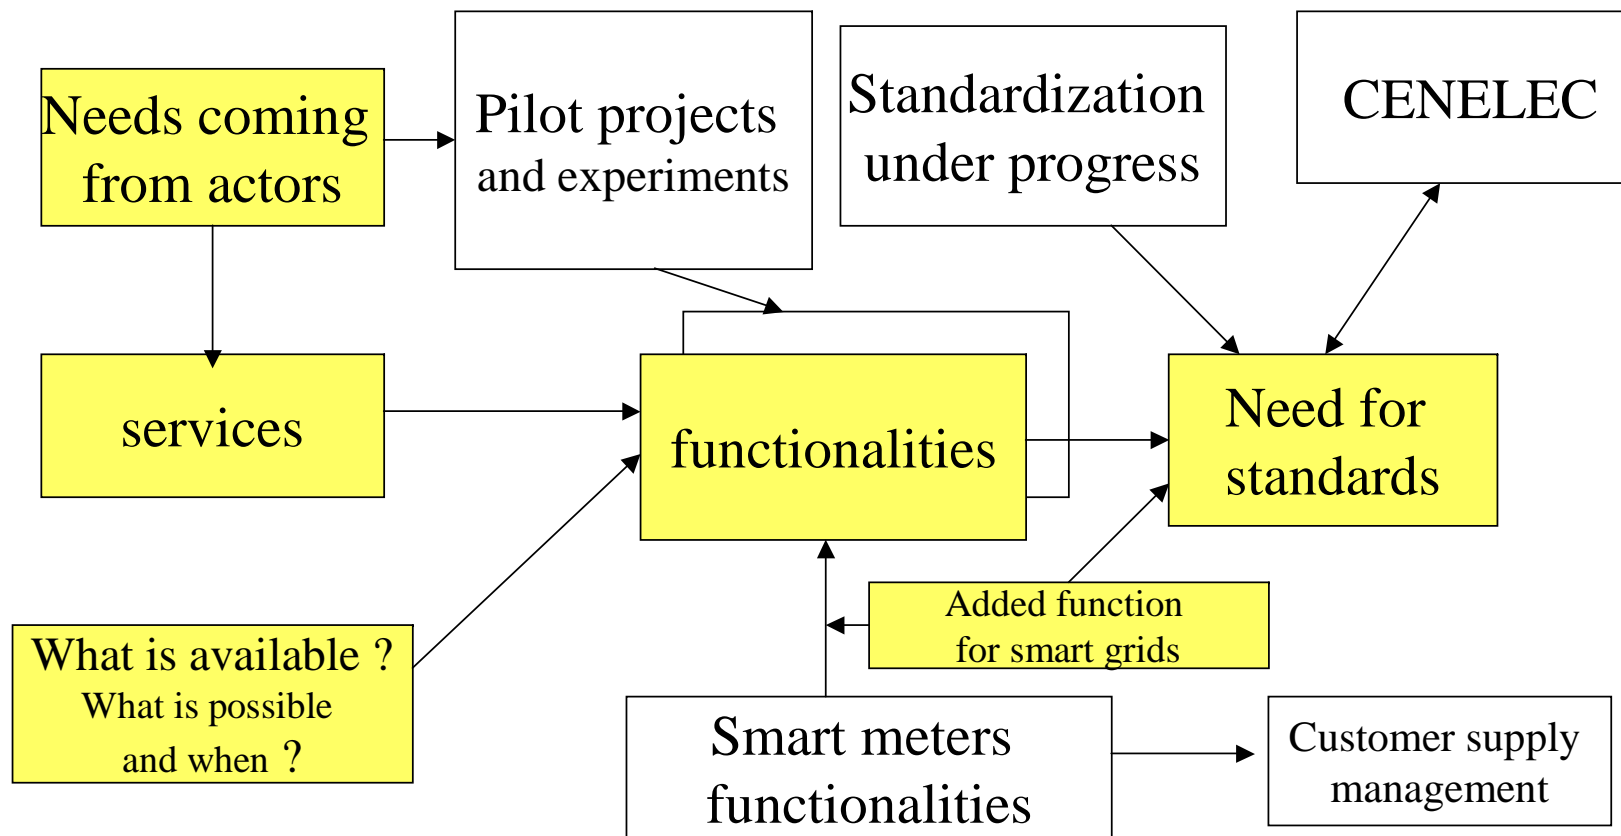 Needs coming
from actors
Pilot projects
and experiments
Standardization
under progress
CENELEC
services
functionalities
Need for
standards
What is available ?
What is possible
and when ?
Added function
for smart grids
Smart meters
functionalities
Customer supply
management